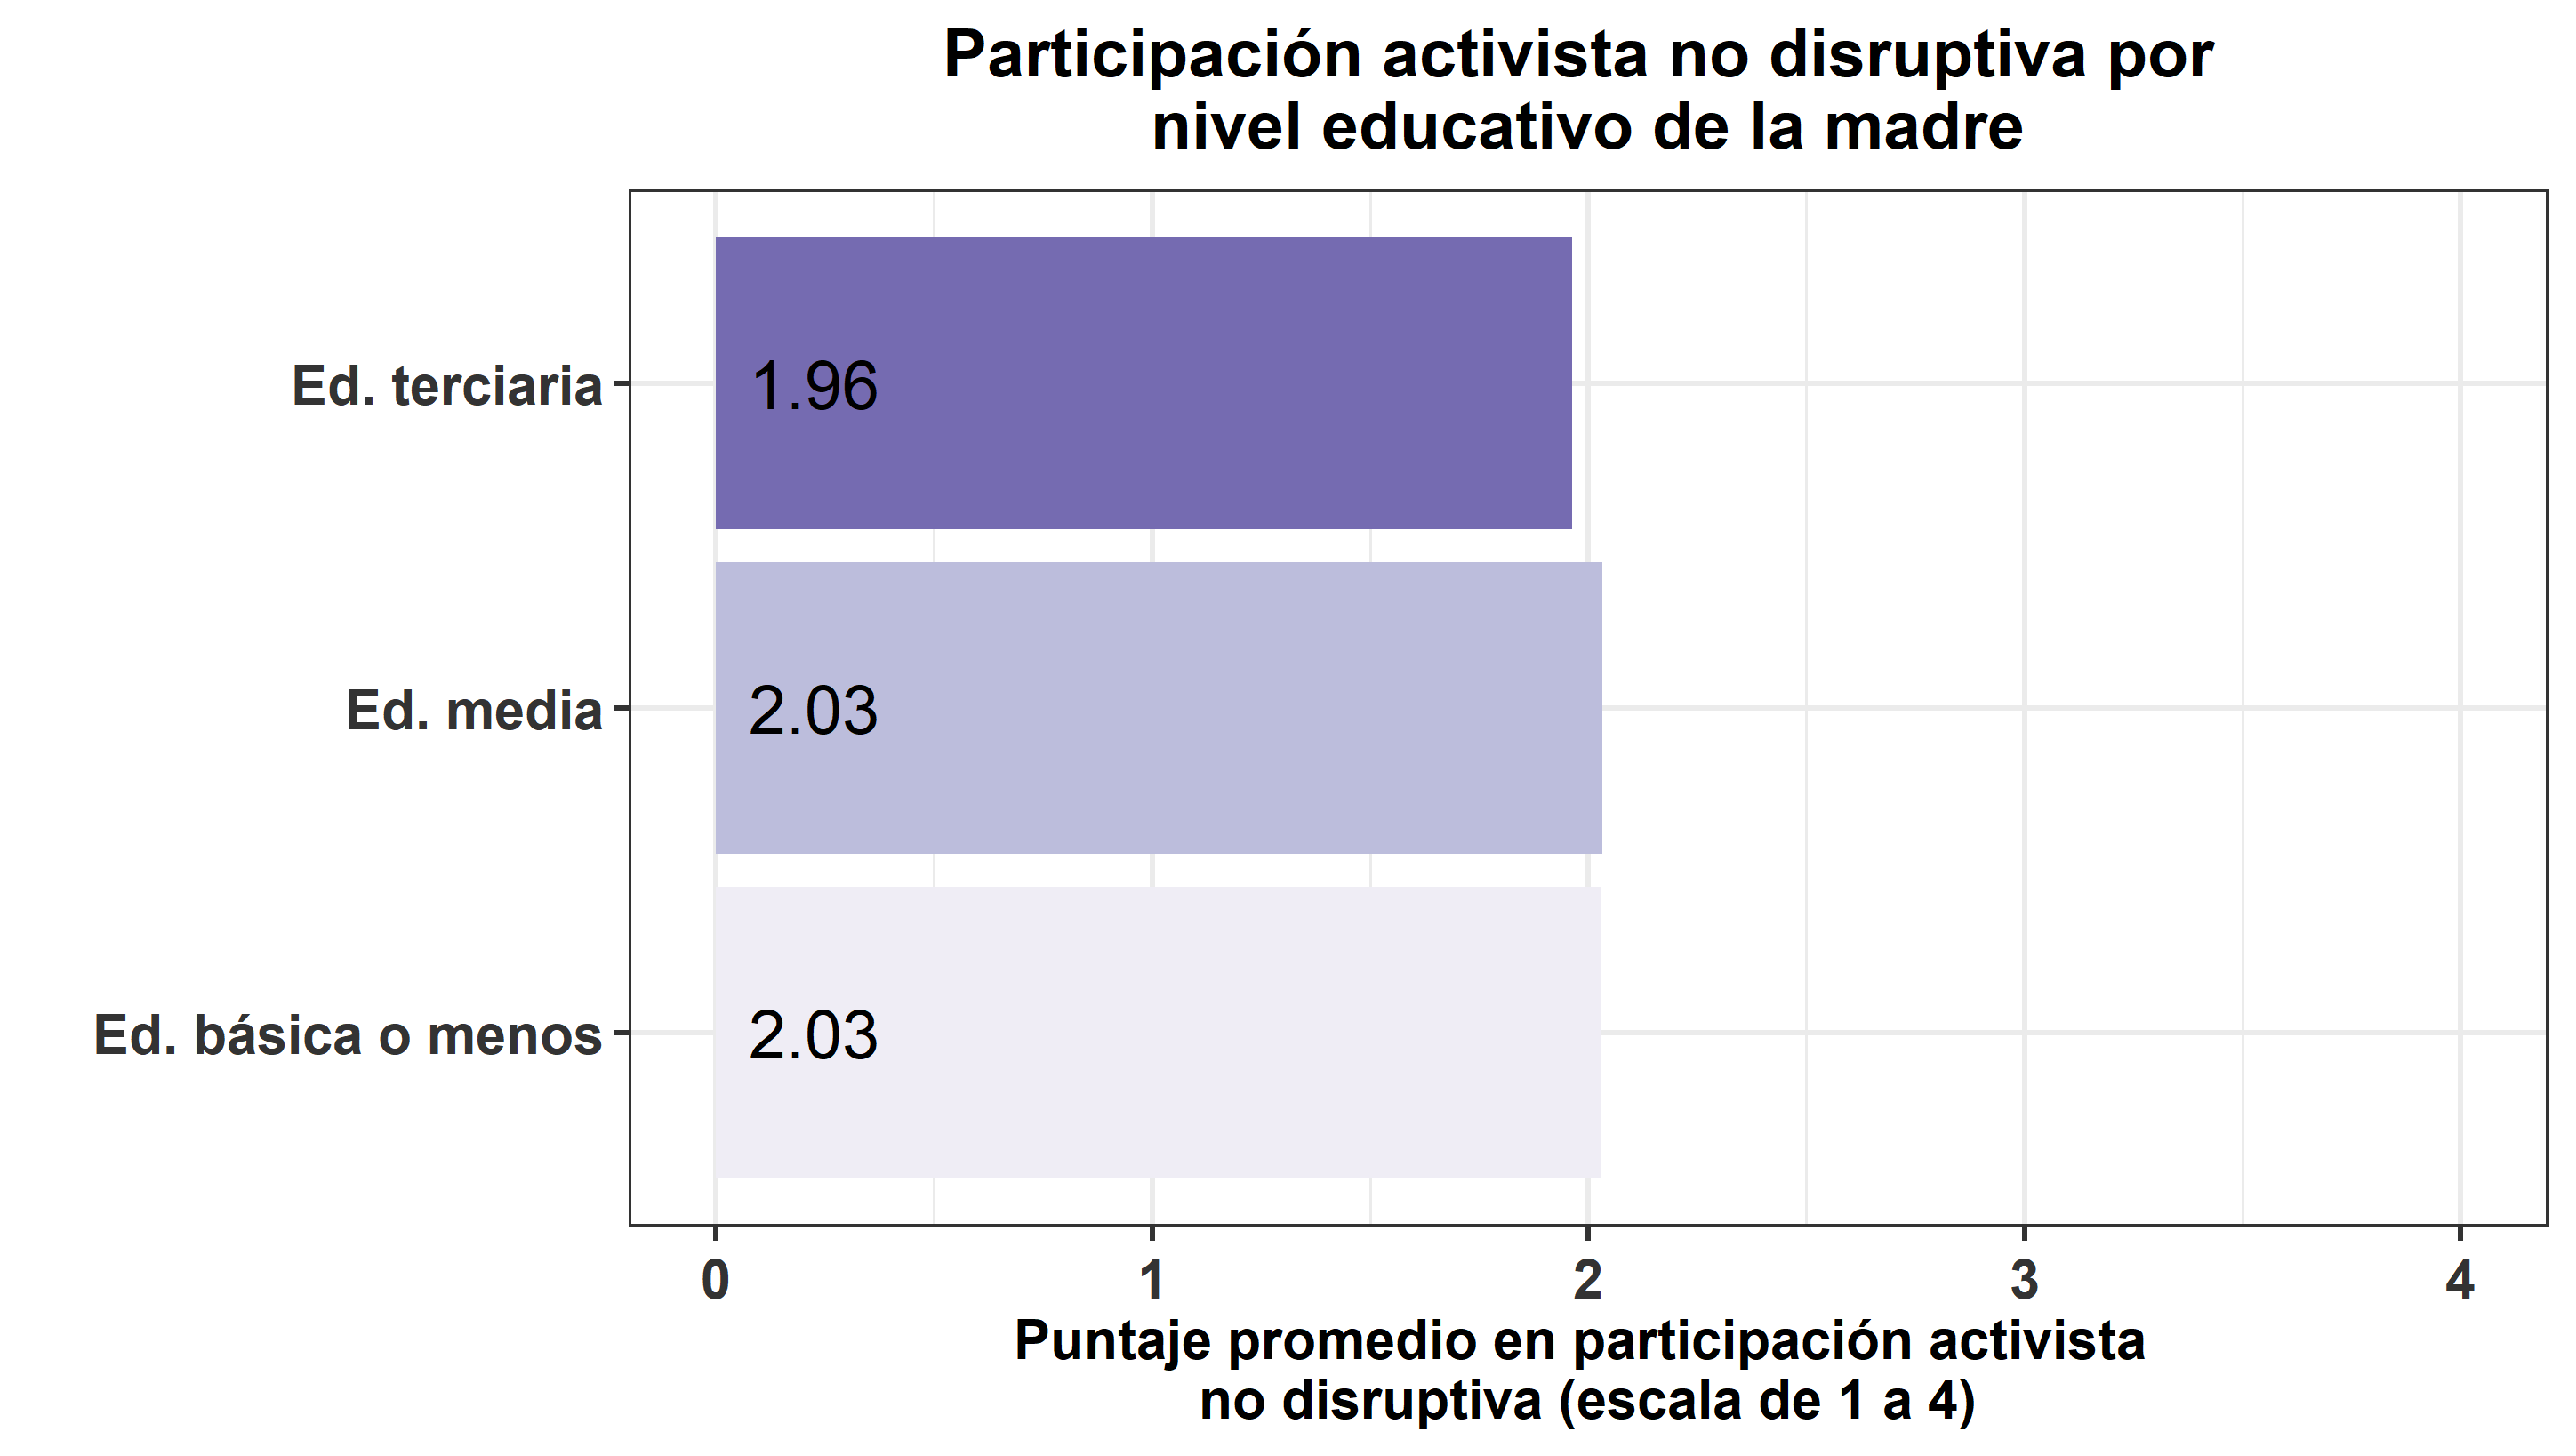 Participación activista no disruptiva por
nivel educativo de la madre
Ed. terciaria
1.96
Ed. media
2.03
Ed. básica o menos
2.03
0 1 2 3 4
Puntaje promedio en participación activista
no disruptiva (escala de 1 a 4)